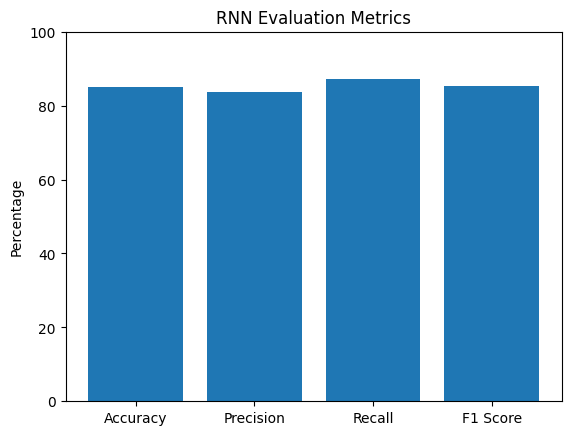 RNN Evaluation Metrics
Percentage
100
80
60
40
20
0
Accuracy Precision Recall F1 Score